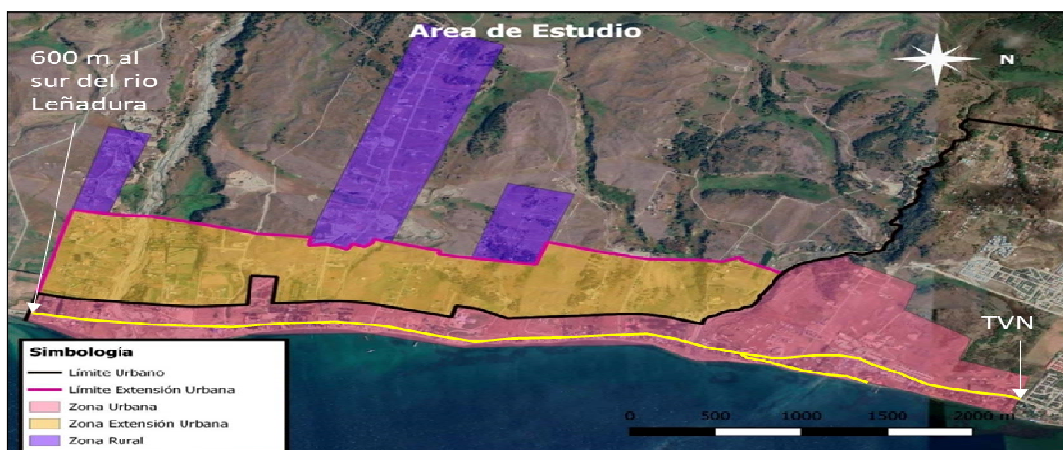 Area de Estudio
600 m al
sur del rio
Leñadura
N
TVN
Simbología
Límite Urbano
Límite Extensión Urbana
Zona Urbana
Zona Extensión Urbana
Zona Rural
0 500 1000 1500 2000 m